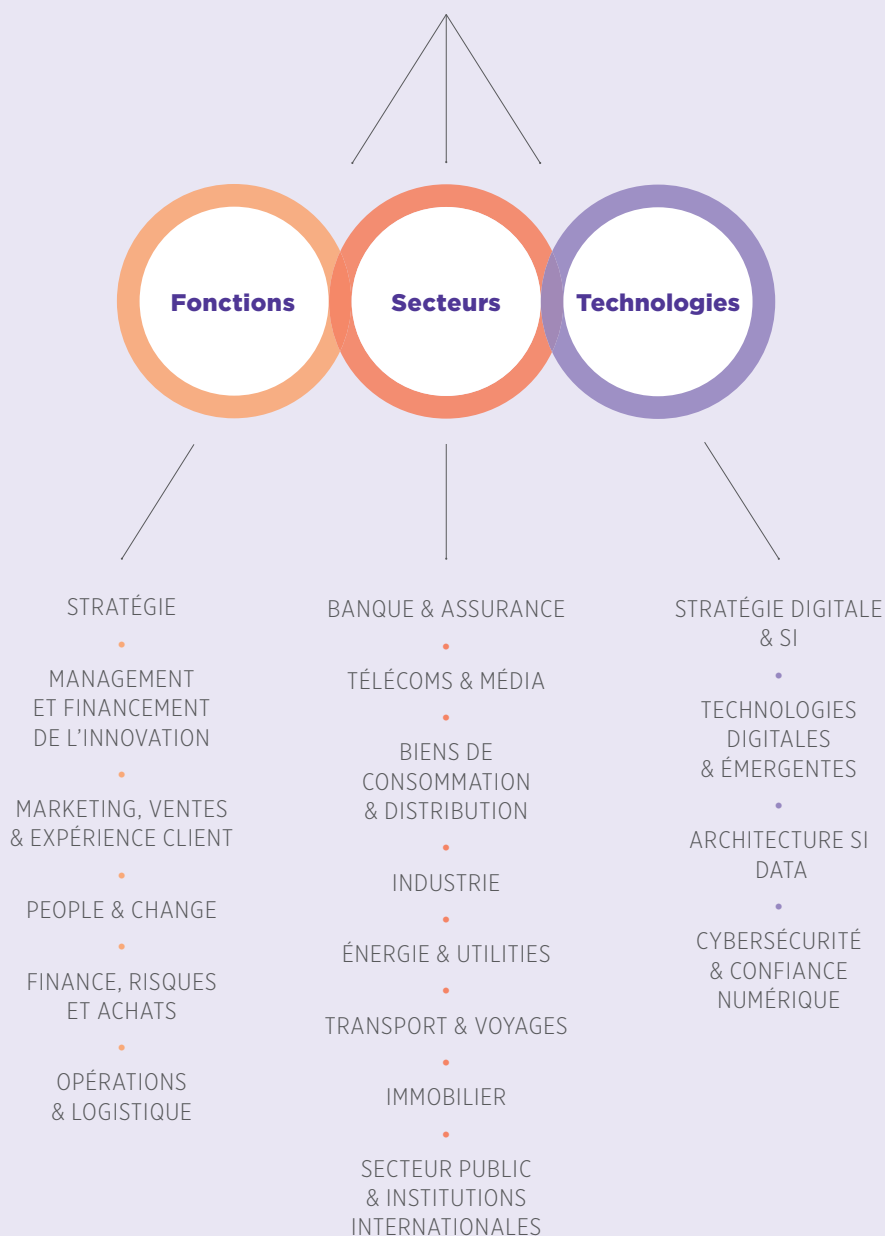 Fonctions
Secteurs
Technologies
STRATÉGIE
MANAGEMENT
ET FINANCEMENT
DE L'INNOVATION
MARKETING, VENTES
& EXPÉRIENCE CLIENT
PEOPLE & CHANGE
FINANCE, RISQUES
ET ACHATS
OPÉRATIONS
& LOGISTIQUE
BANQUE & ASSURANCE
TÉLÉCOMS & MÉDIA
BIENS DE
CONSOMMATION
& DISTRIBUTION
INDUSTRIE
ÉNERGIE & UTILITIES
TRANSPORT & VOYAGES
IMMOBILIER
SECTEUR PUBLIC
& INSTITUTIONS
INTERNATIONALES
STRATÉGIE DIGITALE
& SI
TECHNOLOGIES
DIGITALES
& ÉMERGENTES
ARCHITECTURE SI
DATA
CYBERSÉCURITÉ
& CONFIANCE
NUMÉRIQUE